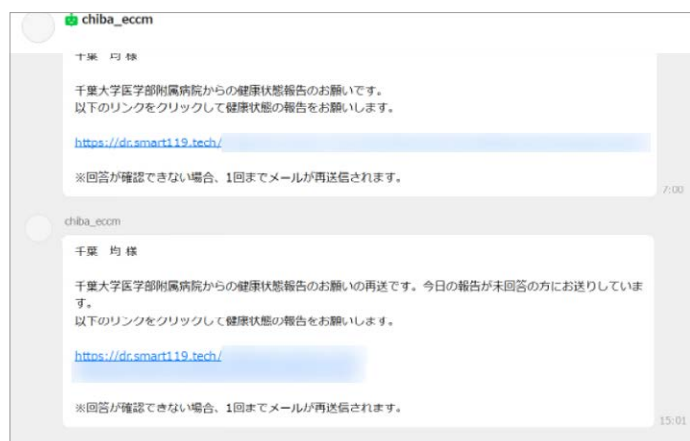 chiba_eccm
千葉 均 様
千葉大学医学部附属病院からの健康状態報告のお願いです。
以下のリンクをクリックして健康状態の報告をお願いします。
https://dr.smart119.tech/
※回答が確認できない場合、1回までメールが再送信されます。
7:00
chiba_eccm
千葉 均 様
千葉大学医学部附属病院からの健康状態報告のお願いの再送です。今日の報告が未回答の方にお送りしていま
す。
以下のリンクをクリックして健康状態の報告をお願いします。
https://dr.smart119.tech/
※回答が確認できない場合、1回までメールが再送信されます。
15:01